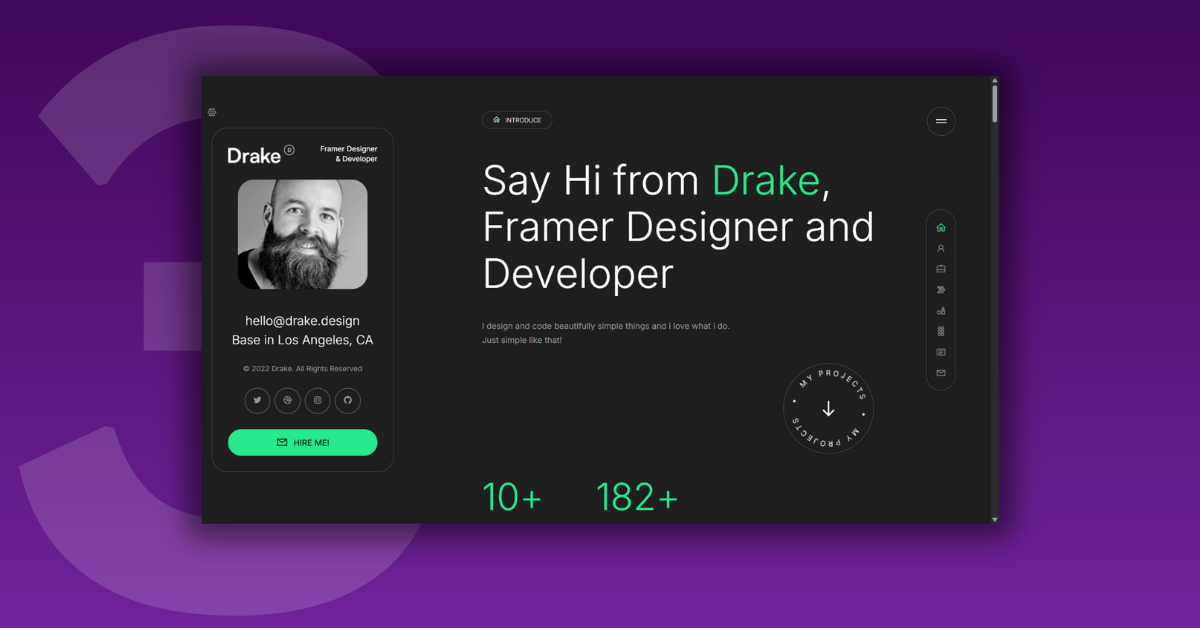 3
Drake D
Framer Designer
& Developer
hello@drake.design
Base in Los Angeles, CA
© 2022 Drake. All Rights Reserved
HIRE ME!
INTRODUCE
Say Hi from Drake,
Framer Designer and
Developer
I design and code beautifully simple things and i love what i do.
Just simple like that!
MY PROJECTS • MY PROJECTS •
10+
182+